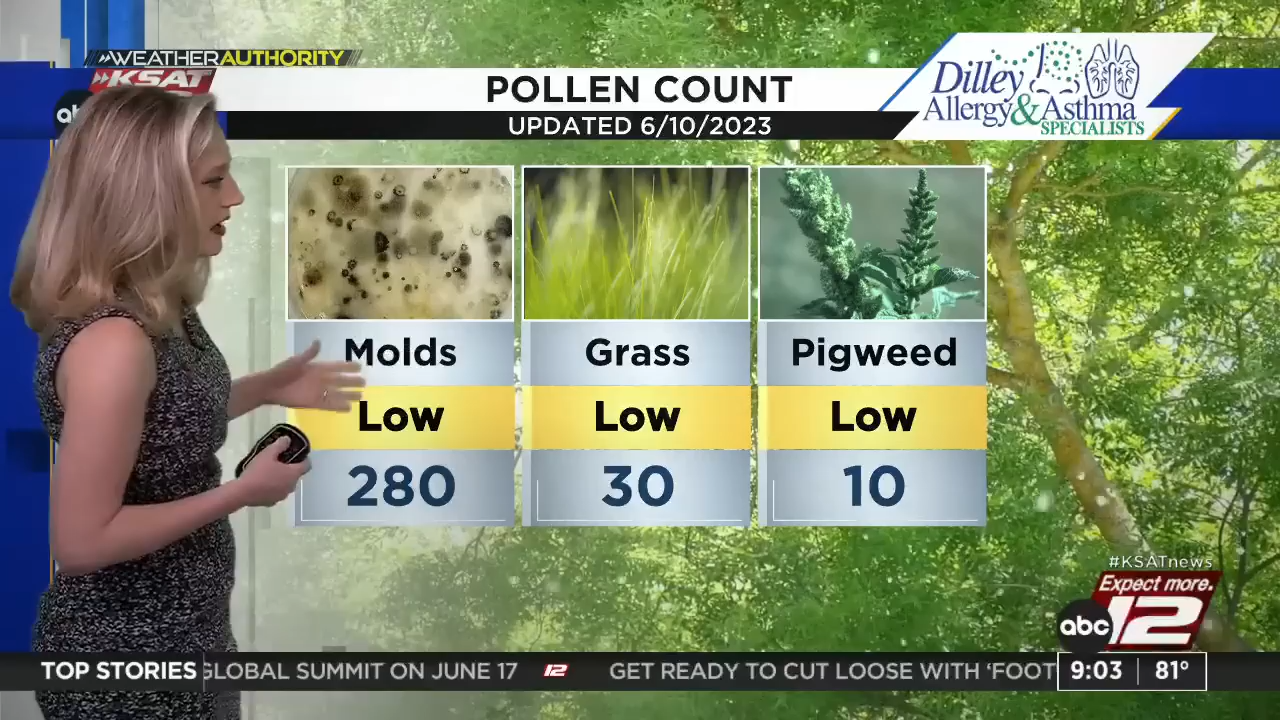 WEATHERAUTHORITY
KSAT
POLLEN COUNT
UPDATED 6/10/2023
Dilley
Allergy&Asthma
SPECIALISTS
Molds
Grass
Pigweed
Low
Low
Low
280
30
10
#KSATnews
Expect more.
abc
12
TOP STORIES
GLOBAL SUMMIT ON JUNE 17
12
GET READY TO CUT LOOSE WITH ‘FOOT
9:03
81°